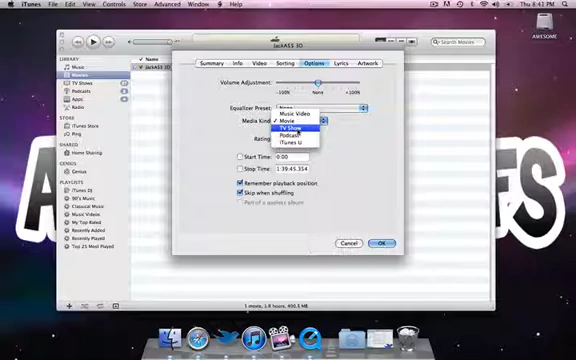 iTunes File Edit View Controls Store Advanced Window Help
Thu 8:41 PM
AWESOME
JackASS 3D
Search Movies
LIBRARY
Music
Movies
TV Shows
Podcasts
Apps
Radio
STORE
iTunes Store
Ping
SHARED
Home Sharing
GENIUS
Genius
PLAYLISTS
iTunes DJ
90's Music
Classical Music
Music Videos
My Top Rated
Recently Added
Recently Played
Top 25 Most Played
Name
JackASS 3D
Summary Info Video Sorting Options Lyrics Artwork
Volume Adjustment:
-100% None +100%
Equalizer Preset: None
Media Kind
Music Video
✓ Movie
TV Show
Podcast
iTunes U
Rating
Start Time: 0:00
Stop Time: 1:39:45.354
Remember playback position
Skip when shuffling
Part of a gapless album
Cancel OK
1 movie, 1.6 hours, 400.5 MB